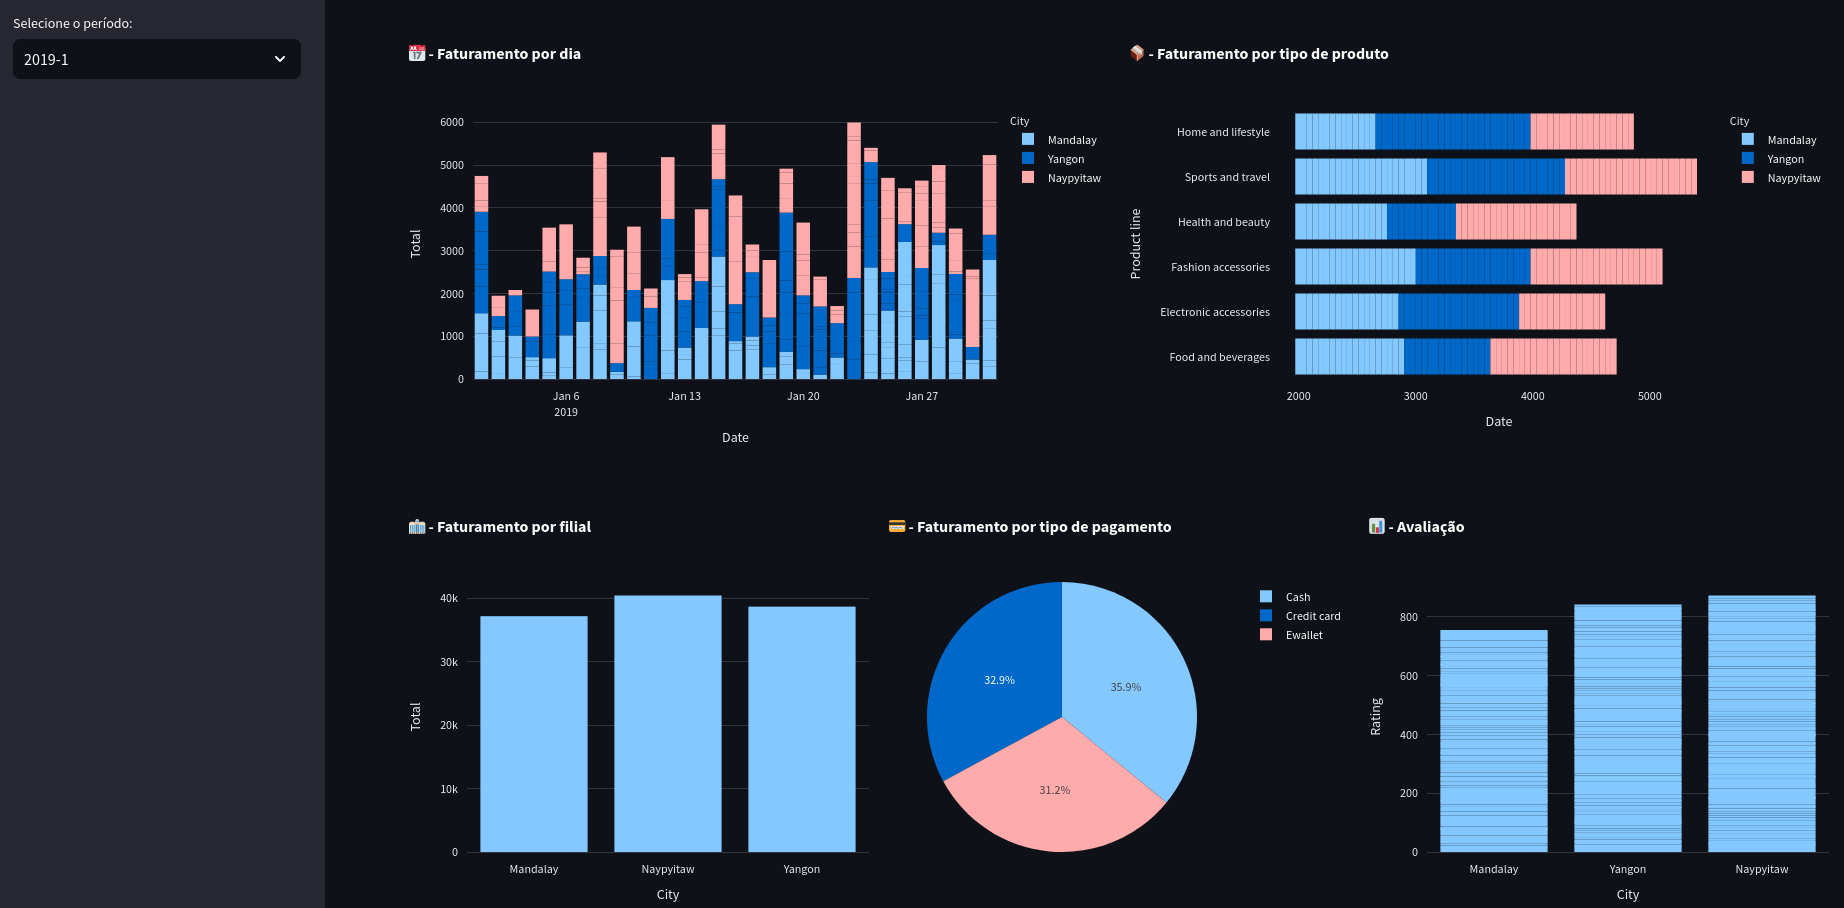 Selecione o período:
2019-1
📅 - Faturamento por dia
Total
6000
5000
4000
3000
2000
1000
0
Jan 6
2019
Jan 13
Jan 20
Jan 27
Date
City
Mandalay
Yangon
Naypyitaw
📦 - Faturamento por tipo de produto
Product line
Home and lifestyle
Sports and travel
Health and beauty
Fashion accessories
Electronic accessories
Food and beverages
2000
3000
4000
5000
Date
City
Mandalay
Yangon
Naypyitaw
🏙️ - Faturamento por filial
Total
40k
30k
20k
10k
0
Mandalay
Naypyitaw
Yangon
City
💳 - Faturamento por tipo de pagamento
35.9%
32.9%
31.2%
Cash
Credit card
Ewallet
📊 - Avaliação
Rating
800
600
400
200
0
Mandalay
Yangon
Naypyitaw
City